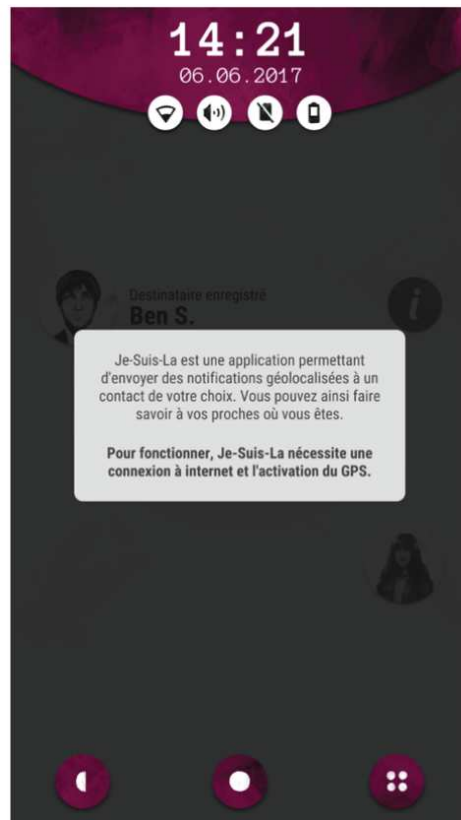 14:21
06.06.2017
Destinataire enregistré
Ben S.
i
Je-Suis-La est une application permettant
d'envoyer des notifications géolocalisées à un
contact de votre choix. Vous pouvez ainsi faire
savoir à vos proches où vous êtes.
Pour fonctionner, Je-Suis-La nécessite une
connexion à internet et l'activation du GPS.